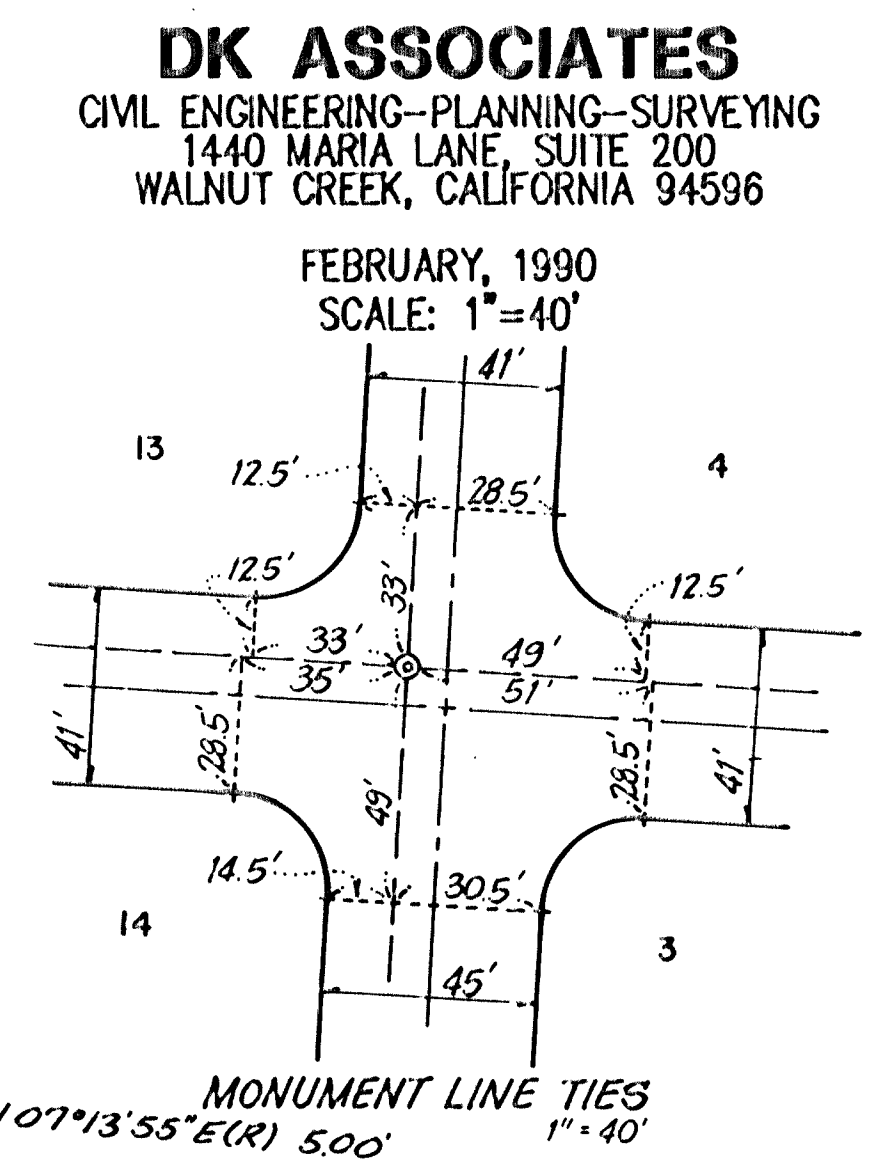 DK ASSOCIATES
CIVIL ENGINEERING-PLANNING-SURVEYING
1440 MARIA LANE, SUITE 200
WALNUT CREEK, CALIFORNIA 94596
FEBRUARY, 1990
SCALE: 1"=40'
41'
13
4
12.5'
28.5'
12.5'
33'
12.5'
33'
49'
35'
51'
41'
28.5'
28.5'
41'
49'
14.5'
30.5'
14
3
45'
MONUMENT LINE TIES
1" = 40'
07°13'55"E(R) 5.00'